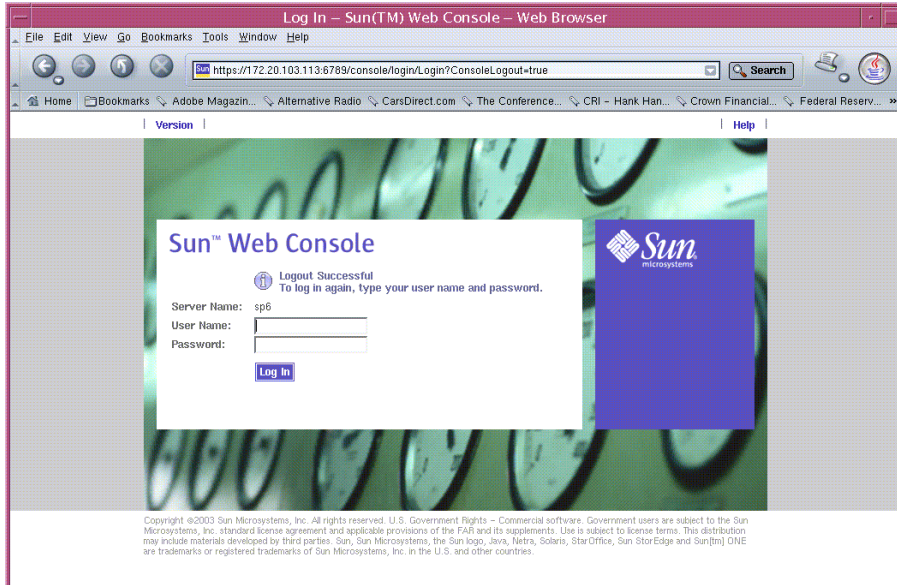 Log In – Sun(TM) Web Console – Web Browser
File Edit View Go Bookmarks Tools Window Help
Sun https://172.20.103.113:6789/console/login/Login?ConsoleLogout=true Search
Home Bookmarks Adobe Magazin... Alternative Radio CarsDirect.com The Conference... CRI – Hank Han... Crown Financial... Federal Reserv... »
Version Help
Sun™ Web Console
Sun
microsystems
Logout Successful
To log in again, type your user name and password.
Server Name: sp6
User Name:
Password:
Log In
Copyright ©2003 Sun Microsystems, Inc. All rights reserved. U.S. Government Rights – Commercial software. Government users are subject to the Sun
Microsystems, Inc. standard license agreement and applicable provisions of the FAR and its supplements. Use is subject to license terms. This distribution
may include materials developed by third parties. Sun, Sun Microsystems, the Sun logo, Java, Netra, Solaris, StarOffice, Sun StorEdge and Sun[tm] ONE
are trademarks or registered trademarks of Sun Microsystems, Inc. in the U.S. and other countries.